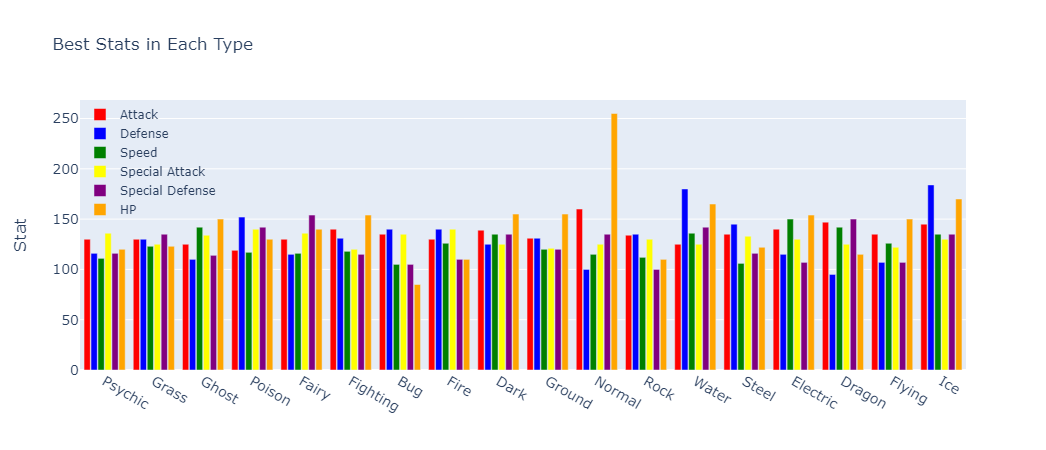 Best Stats in Each Type
Attack
Defense
Speed
Special Attack
Special Defense
HP
Stat
250
200
150
100
50
0
Psychic
Grass
Ghost
Poison
Fairy
Fighting
Bug
Fire
Dark
Ground
Normal
Rock
Water
Steel
Electric
Dragon
Flying
Ice